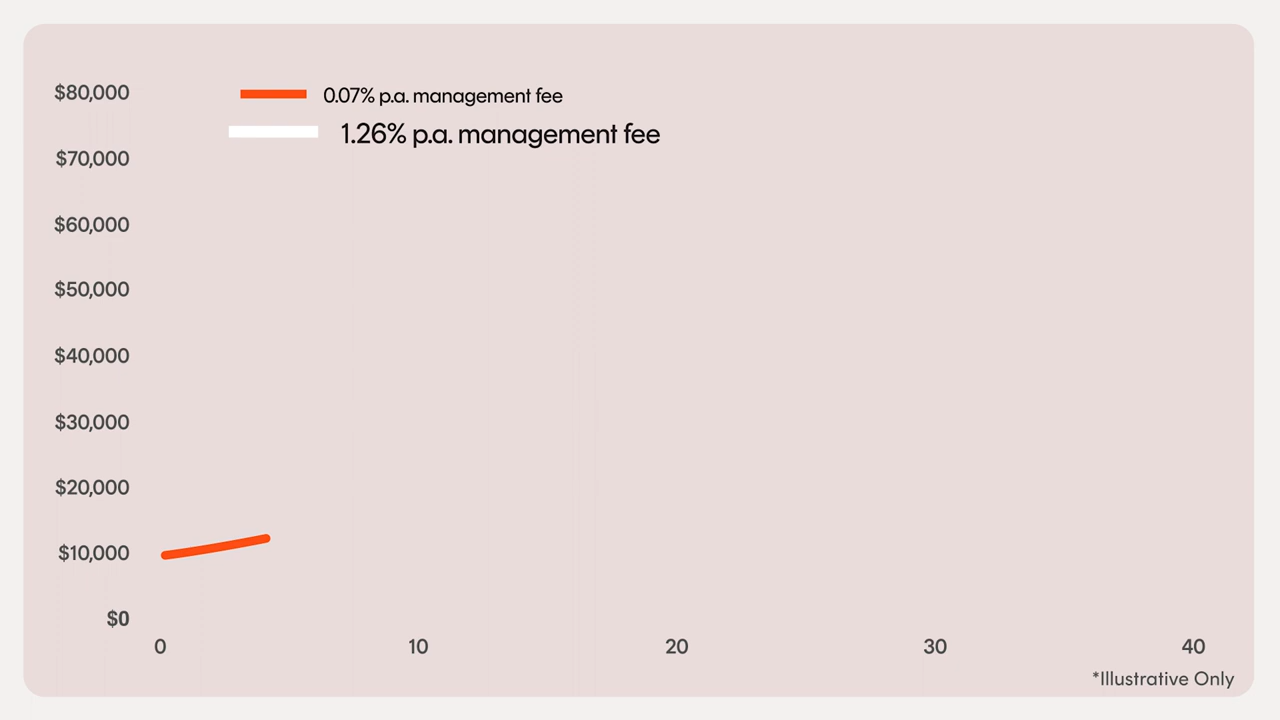 $80,000
0.07% p.a. management fee
1.26% p.a. management fee
$70,000
$60,000
$50,000
$40,000
$30,000
$20,000
$10,000
$0
0 10 20 30 40
*Illustrative Only